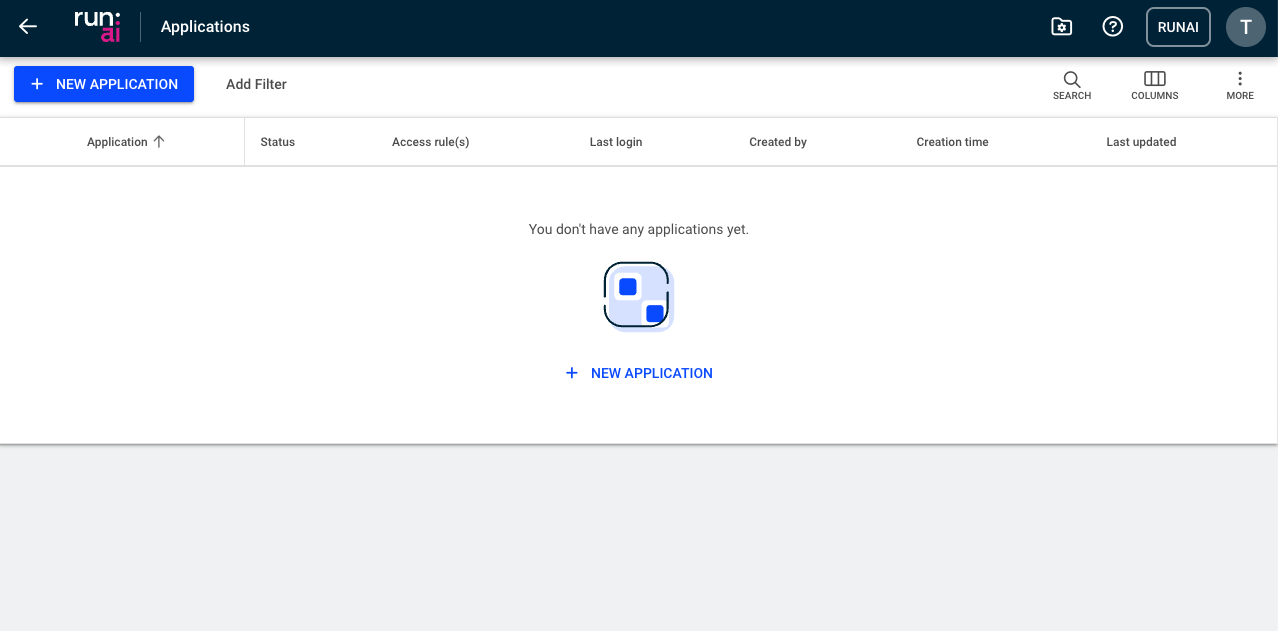 run:
ai
Applications
RUNAI
T
NEW APPLICATION
Add Filter
SEARCH
COLUMNS
MORE
Application
Status
Access rule(s)
Last login
Created by
Creation time
Last updated
You don't have any applications yet.
NEW APPLICATION